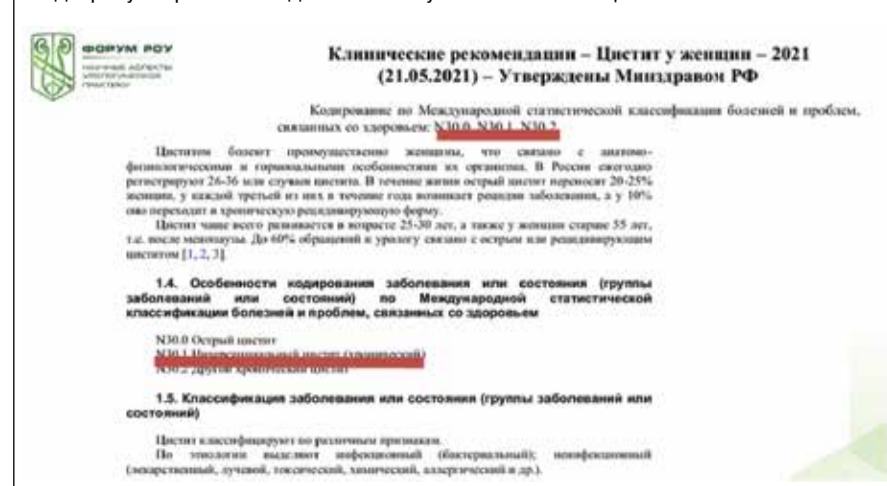 ФОРУМ РОУ
НАУЧНЫЕ АСПЕКТЫ
УРОЛОГИЧЕСКОЙ
ПРАКТИКИ
Клинические рекомендации – Цистит у женщин – 2021
(21.05.2021) – Утверждены Минздравом РФ
Кодирование по Международной статистической классификации болезней и проблем,
связанных со здоровьем: N30.0, N30.1, N30.2
Циститом болеют преимущественно женщины, что связано с анатомо-
физиологическими и гормональными особенностями их организма. В России ежегодно
регистрируют 26-36 млн случаев цистита. В течение жизни острый цистит переносят 20-25%
женщин, у каждой третьей из них в течение года возникает рецидив заболевания, а у 10%
оно переходит в хроническую рецидивирующую форму.
Цистит чаще всего развивается в возрасте 25-30 лет, а также у женщин старше 55 лет,
т.е. после менопаузы. До 60% обращений к урологу связано с острым или рецидивирующим
циститом [1, 2, 3].
1.4. Особенности кодирования заболевания или состояния (группы
заболеваний или состояний) по Международной статистической
классификации болезней и проблем, связанных со здоровьем
N30.0 Острый цистит
N30.1 Интерстициальный цистит (хронический)
N30.2 Другой хронический цистит
1.5. Классификация заболевания или состояния (группы заболеваний или
состояний)
Цистит классифицируют по различным признакам.
По этиологии выделяют инфекционный (бактериальный); неинфекционный
(лекарственный, лучевой, токсический, химический, аллергический и др.).